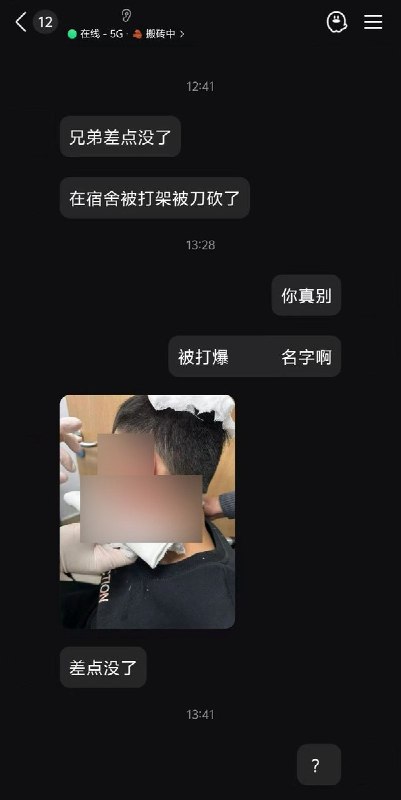 12
在线 - 5G · 搬砖中 >
12:41
兄弟差点没了
在宿舍被打架被刀砍了
13:28
你真别
被打爆 名字啊
CTION
差点没了
13:41
？